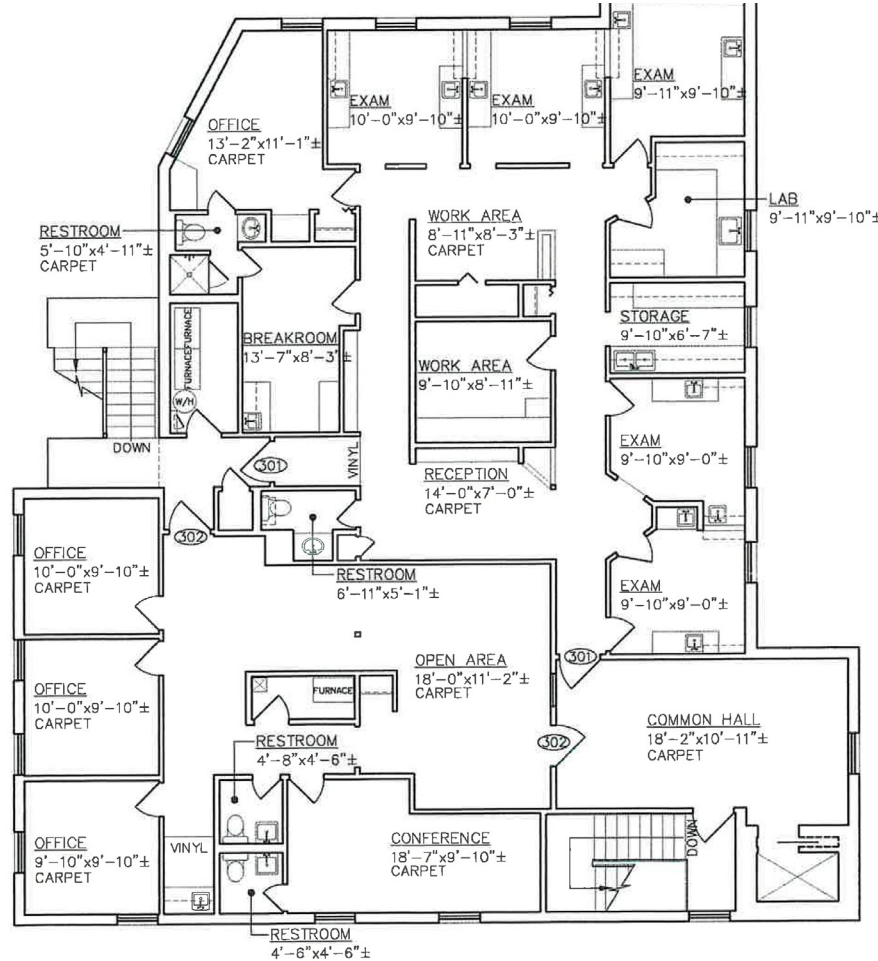 EXAM
9'-11"x9'-10"±
EXAM
10'-0"x9'-10"±
EXAM
10'-0"x9'-10"±
OFFICE
13'-2"x11'-1"±
CARPET
LAB
9'-11"x9'-10"±
WORK AREA
8'-11"x8'-3"±
CARPET
RESTROOM
5'-10"x4'-11"±
CARPET
STORAGE
9'-10"x6'-7"±
FURNACE
FURNACE
BREAKROOM
13'-7"x8'-3"±
WORK AREA
9'-10"x8'-11"±
W/H
DOWN
EXAM
9'-10"x9'-0"±
301
VINYL
RECEPTION
14'-0"x7'-0"±
CARPET
302
OFFICE
10'-0"x9'-10"±
CARPET
RESTROOM
6'-11"x5'-1"±
EXAM
9'-10"x9'-0"±
301
OPEN AREA
18'-0"x11'-2"±
CARPET
OFFICE
10'-0"x9'-10"±
CARPET
FURNACE
COMMON HALL
18'-2"x10'-11"±
CARPET
302
RESTROOM
4'-8"x4'-6"±
OFFICE
9'-10"x9'-10"±
CARPET
VINYL
CONFERENCE
18'-7"x9'-10"±
CARPET
DOWN
RESTROOM
4'-6"x4'-6"±